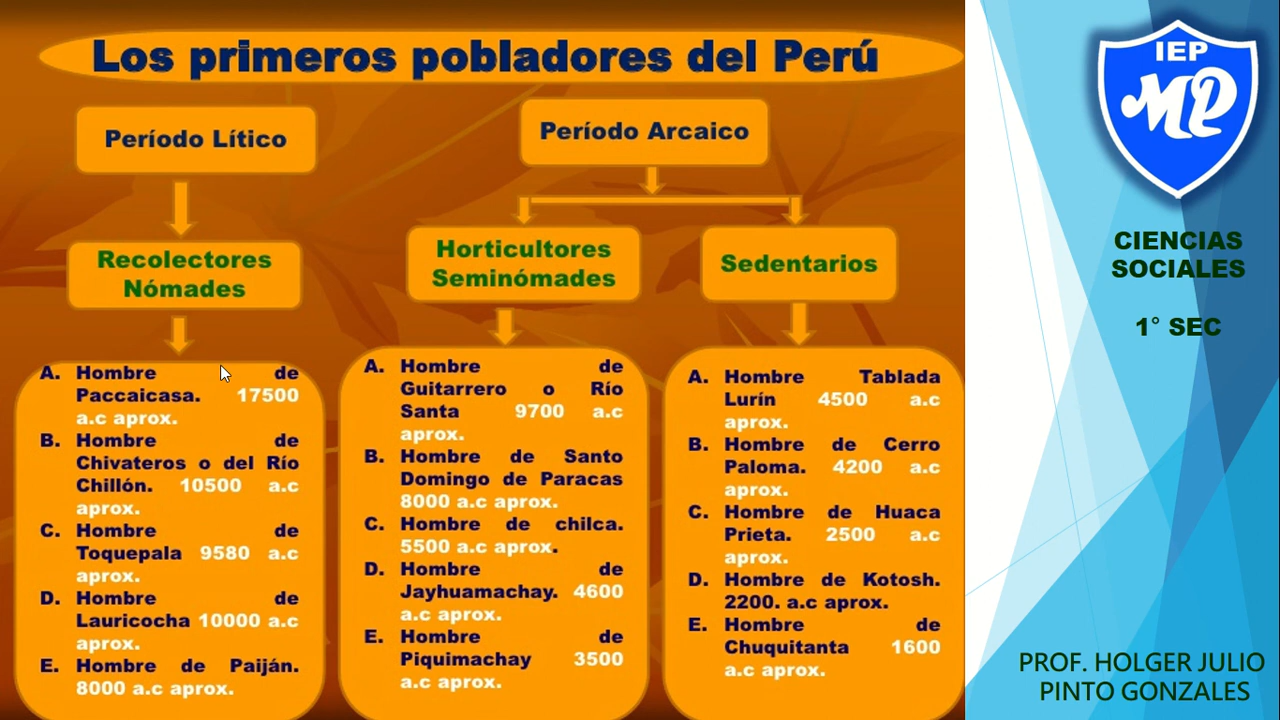 Los primeros pobladores del Perú
Período Lítico
Recolectores
Nómades
A. Hombre de
Paccaicasa. 17500
a.c aprox.
B. Hombre de
Chivateros o del Río
Chillón. 10500 a.c
aprox.
C. Hombre de
Toquepala 9580 a.c
aprox.
D. Hombre de
Lauricocha 10000 a.c
aprox.
E. Hombre de Paiján.
8000 a.c aprox.
Período Arcaico
Horticultores
Seminómades
A. Hombre de
Guitarrero o Río
Santa 9700 a.c
aprox.
B. Hombre de Santo
Domingo de Paracas
8000 a.c aprox.
C. Hombre de chilca.
5500 a.c aprox.
D. Hombre de
Jayhuamachay. 4600
a.c aprox.
E. Hombre de
Piquimachay 3500
a.c aprox.
Sedentarios
A. Hombre Tablada
Lurín 4500 a.c
aprox.
B. Hombre de Cerro
Paloma. 4200 a.c
aprox.
C. Hombre de Huaca
Prieta. 2500 a.c
aprox.
D. Hombre de Kotosh.
2200. a.c aprox.
E. Hombre de
Chuquitanta 1600
a.c aprox.
IEP
MP
CIENCIAS
SOCIALES
1° SEC
PROF. HOLGER JULIO
PINTO GONZALES